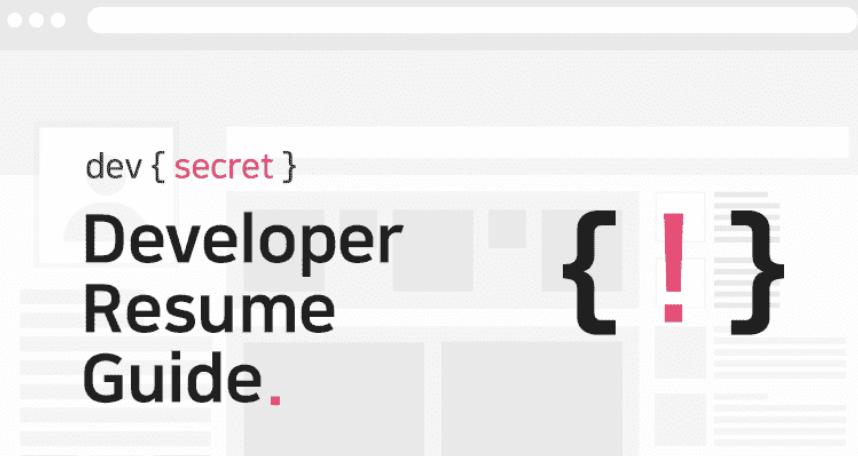 dev { secret }
Developer
Resume
Guide.
{ ! }